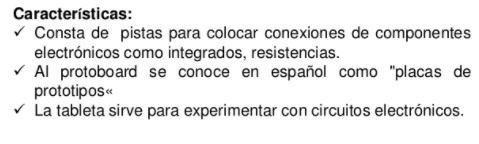 Características:
✓ Consta de pistas para colocar conexiones de componentes
electrónicos como integrados, resistencias.
✓ Al protoboard se conoce en español como "placas de
prototipos«
✓ La tableta sirve para experimentar con circuitos electrónicos.